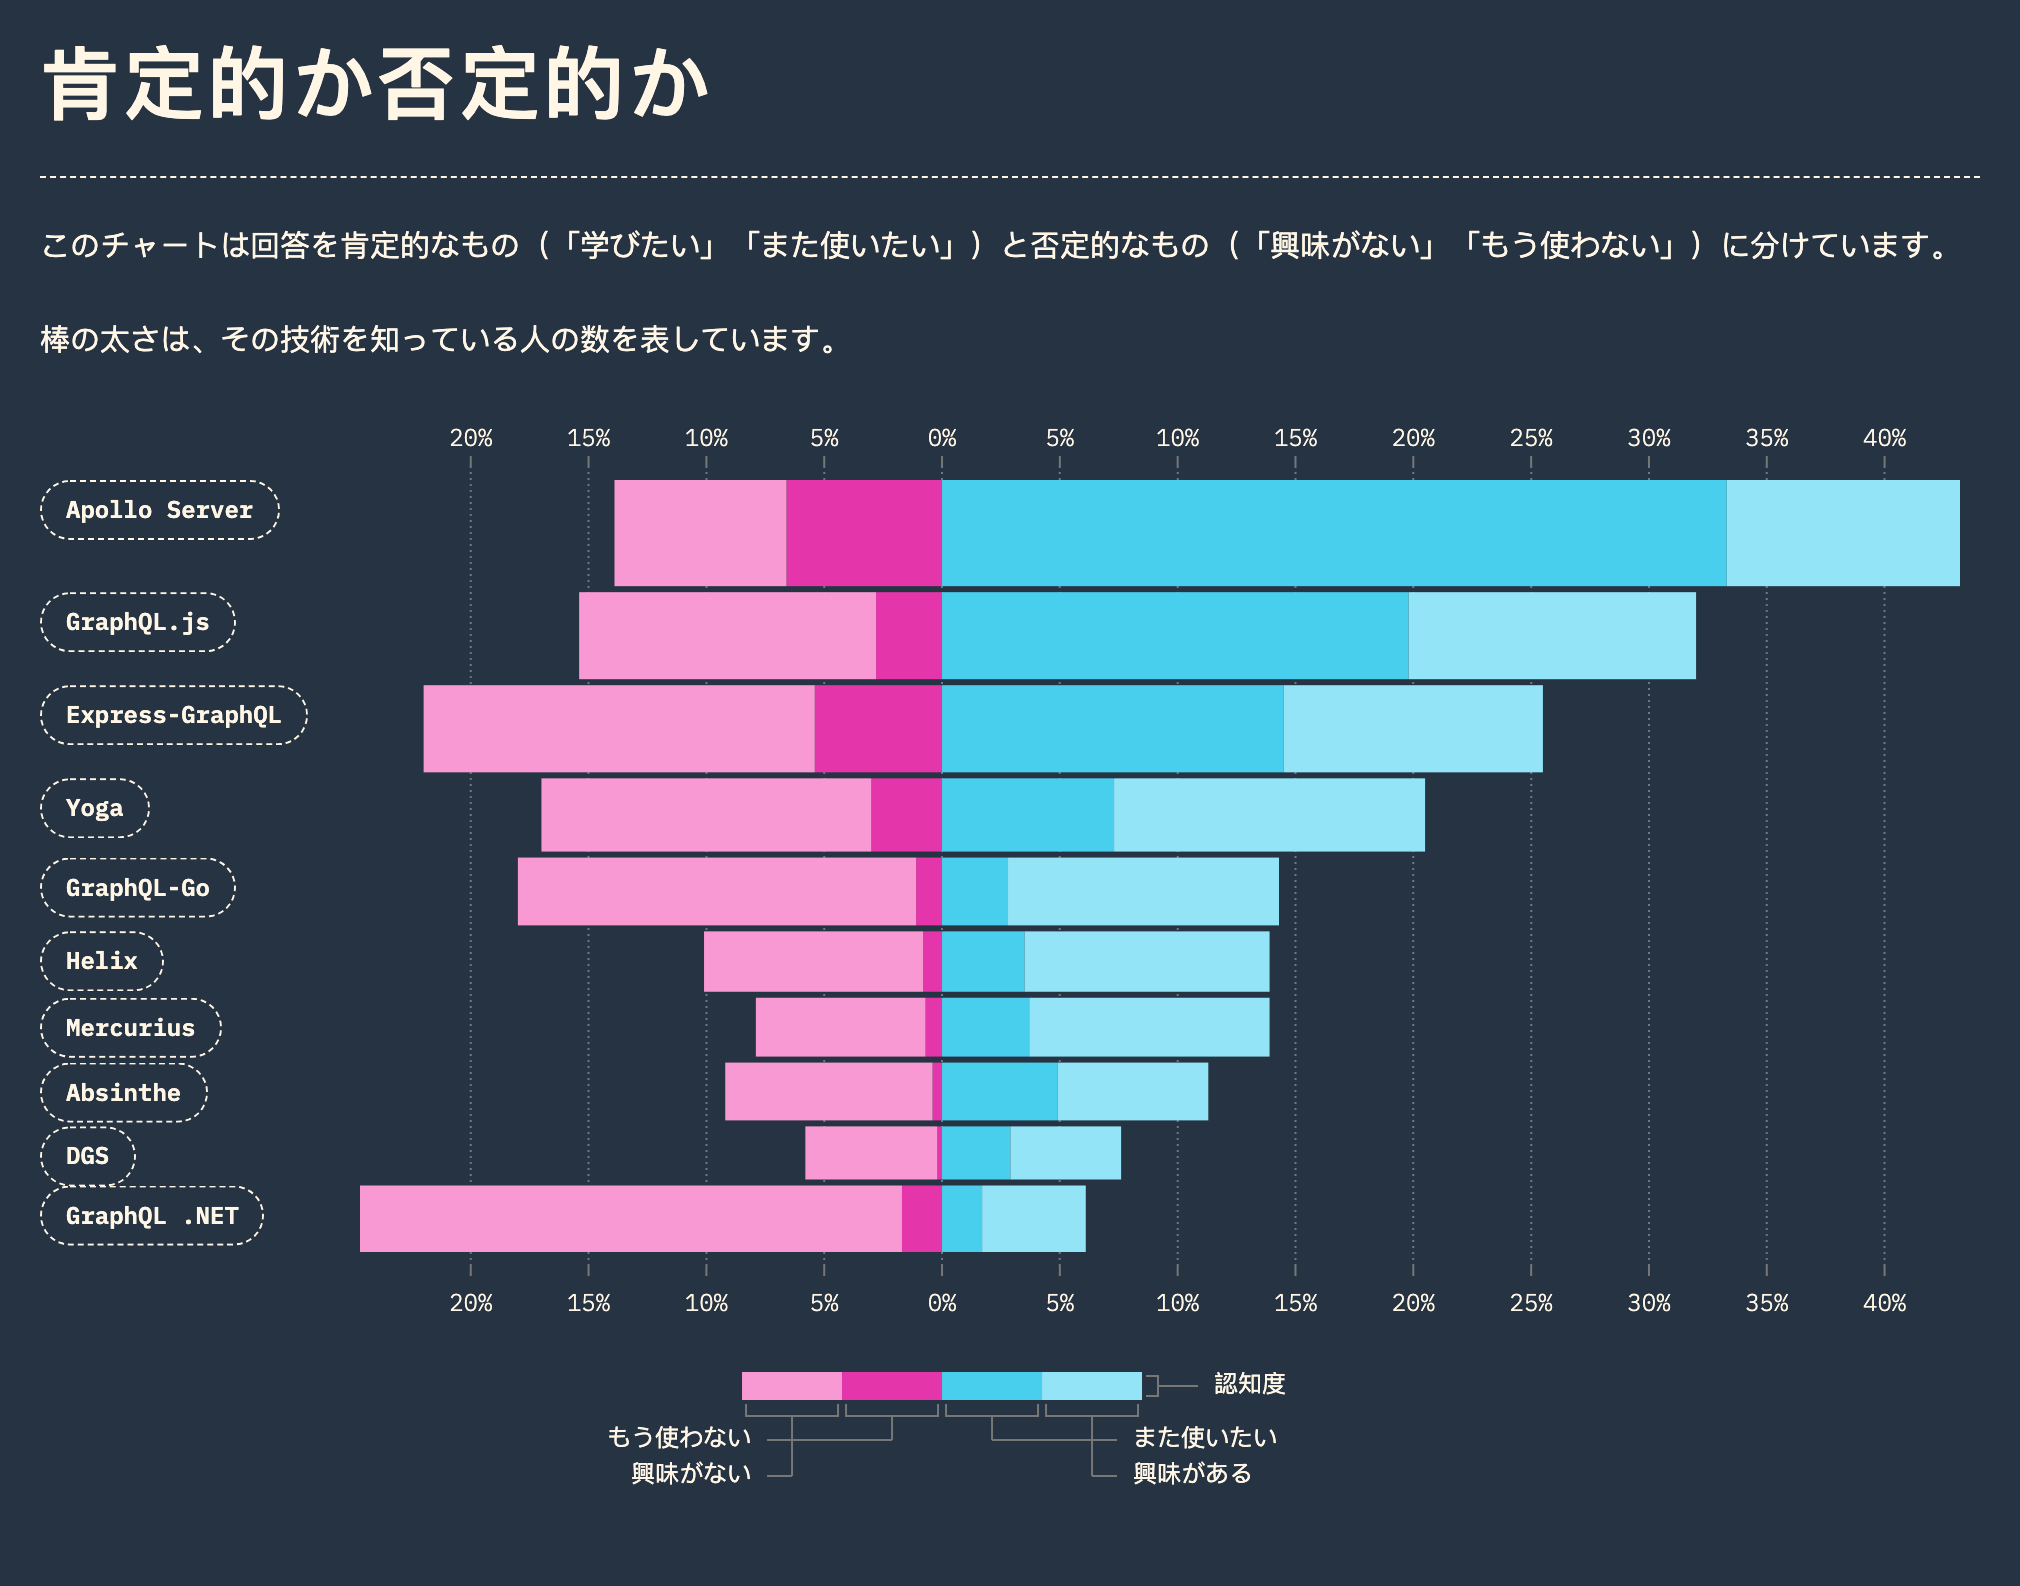 肯定的か否定的か
このチャートは回答を肯定的なもの（「学びたい」「また使いたい」）と否定的なもの（「興味がない」「もう使わない」）に分けています。
棒の太さは、その技術を知っている人の数を表しています。
20% 15% 10% 5% 0% 5% 10% 15% 20% 25% 30% 35% 40%
Apollo Server
GraphQL.js
Express-GraphQL
Yoga
GraphQL-Go
Helix
Mercurius
Absinthe
DGS
GraphQL .NET
20% 15% 10% 5% 0% 5% 10% 15% 20% 25% 30% 35% 40%
認知度
もう使わない また使いたい
興味がない 興味がある